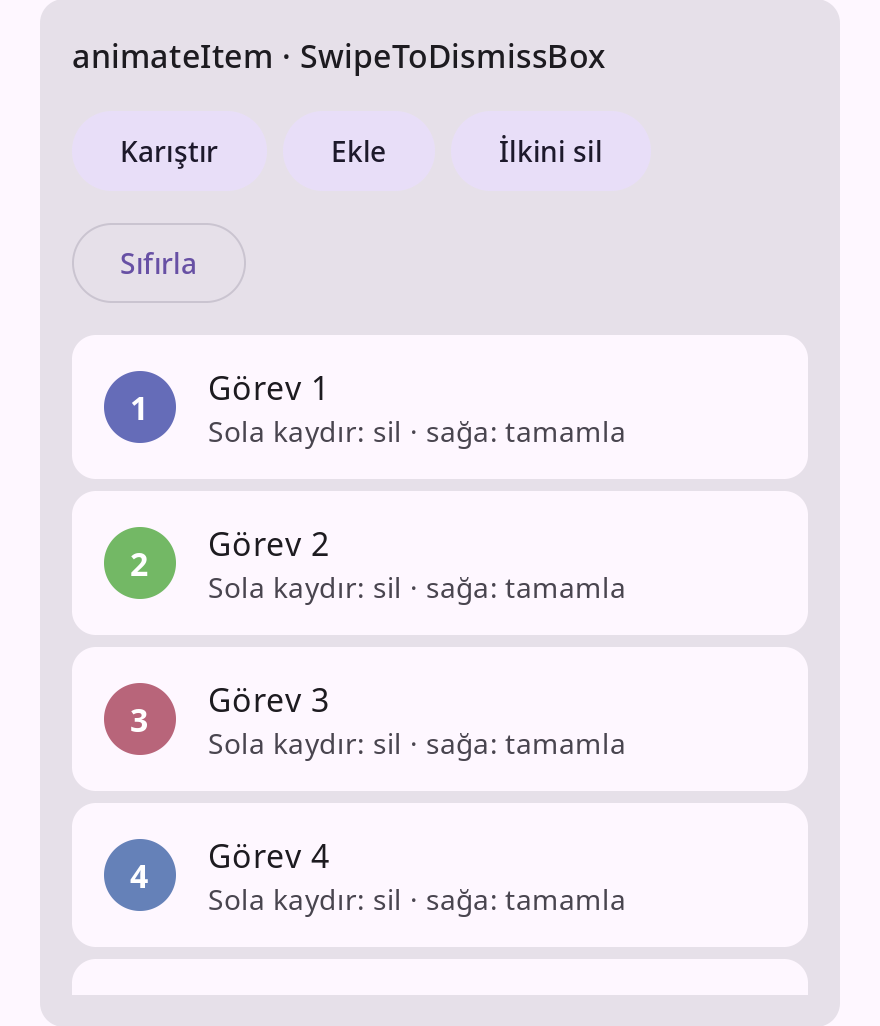 animateItem · SwipeToDismissBox
Karıştır Ekle İlkini sil
Sıfırla
1 Görev 1
Sola kaydır: sil · sağa: tamamla
2 Görev 2
Sola kaydır: sil · sağa: tamamla
3 Görev 3
Sola kaydır: sil · sağa: tamamla
4 Görev 4
Sola kaydır: sil · sağa: tamamla